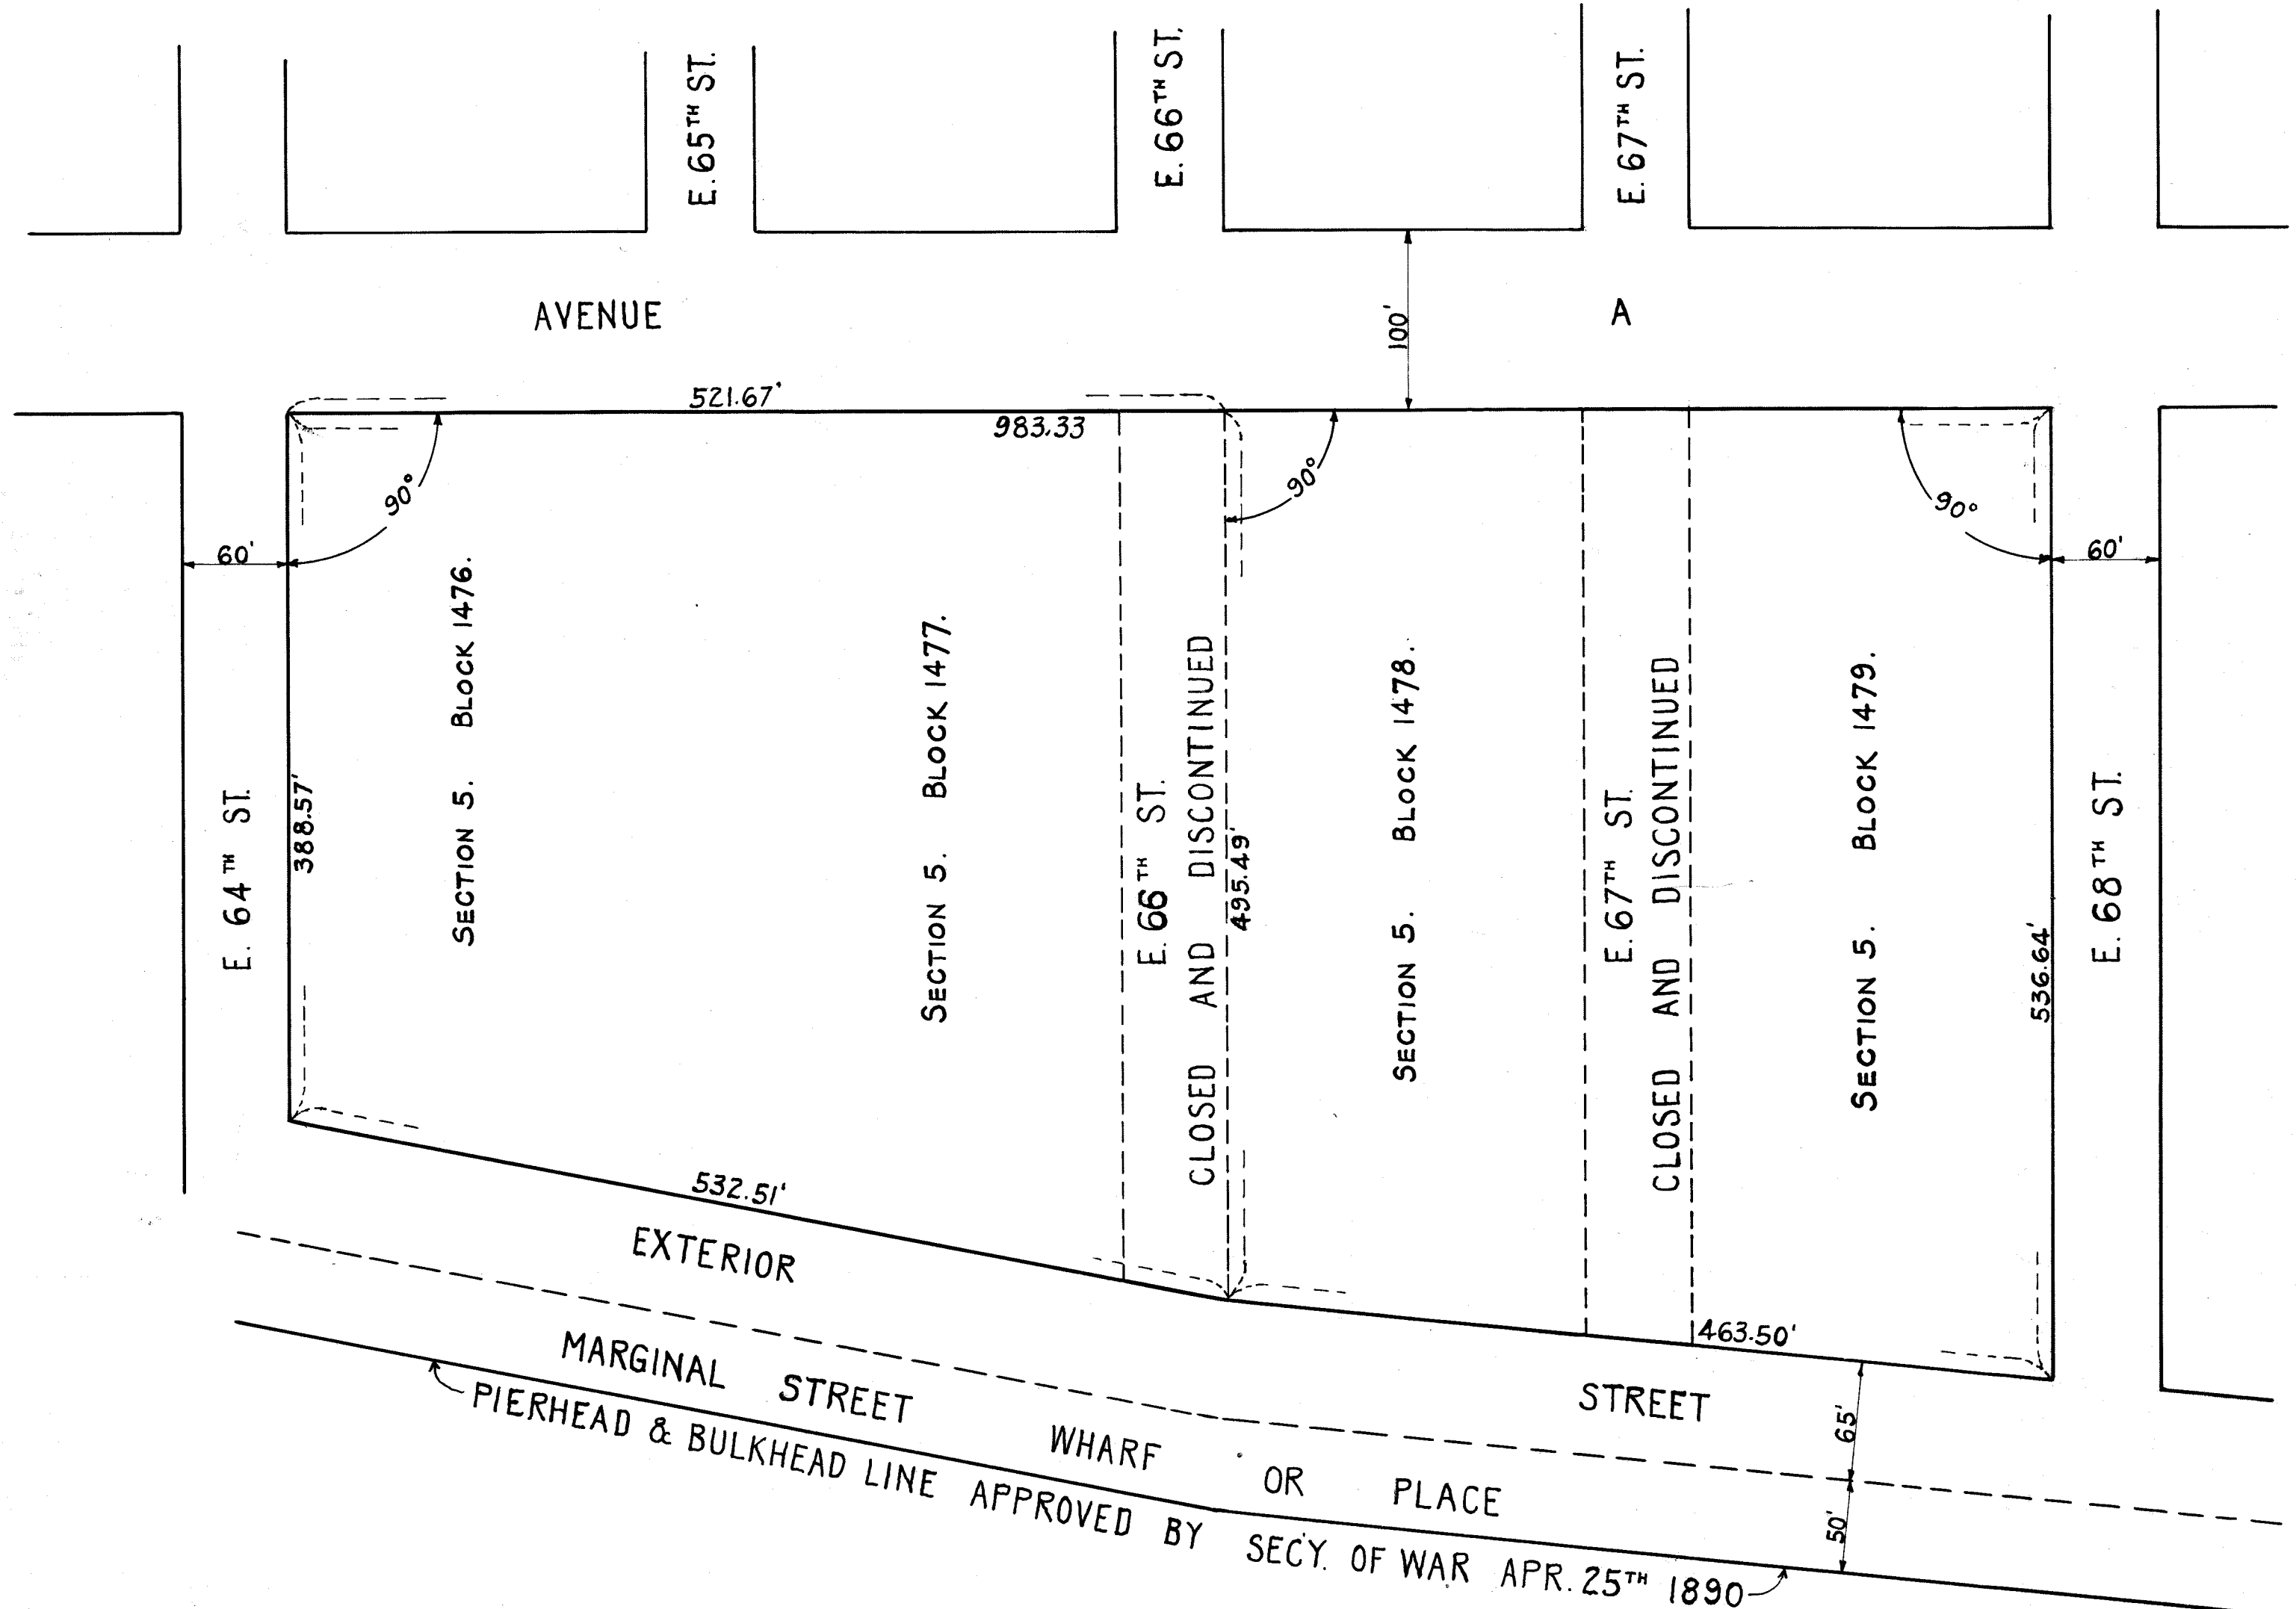 E. 65TH ST.
E. 66TH ST.
E. 67TH ST.
AVENUE
A
100'
521.67'
983.33
90°
90°
90°
60'
60'
E. 64TH ST.
388.57'
SECTION 5. BLOCK 1476.
SECTION 5. BLOCK 1477.
E. 66TH ST.
CLOSED AND DISCONTINUED
495.49'
SECTION 5. BLOCK 1478.
E. 67TH ST.
CLOSED AND DISCONTINUED
SECTION 5. BLOCK 1479.
536.64'
E. 68TH ST.
532.51'
463.50'
EXTERIOR STREET
65'
MARGINAL STREET WHARF OR PLACE
50'
PIERHEAD & BULKHEAD LINE APPROVED BY SEC'Y. OF WAR APR. 25TH 1890